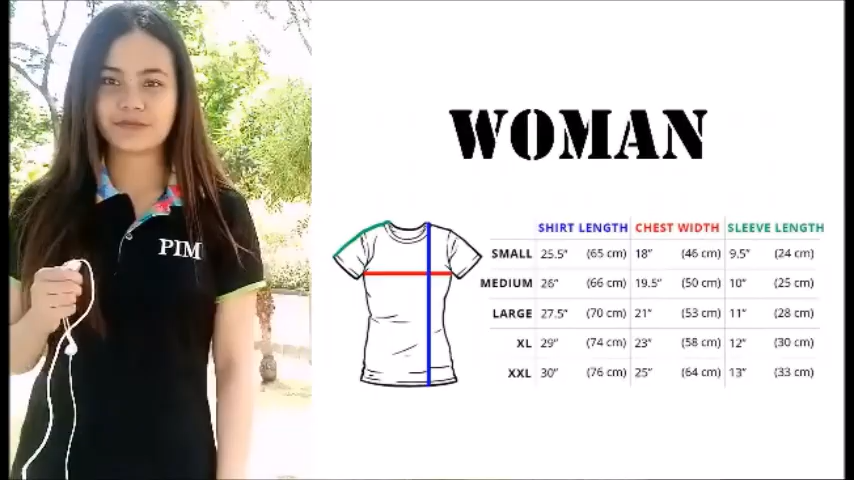 PIM
WOMAN
SHIRT LENGTH CHEST WIDTH SLEEVE LENGTH
SMALL 25.5" (65 cm) 18" (46 cm) 9.5" (24 cm)
MEDIUM 26" (66 cm) 19.5" (50 cm) 10" (25 cm)
LARGE 27.5" (70 cm) 21" (53 cm) 11" (28 cm)
XL 29" (74 cm) 23" (58 cm) 12" (30 cm)
XXL 30" (76 cm) 25" (64 cm) 13" (33 cm)